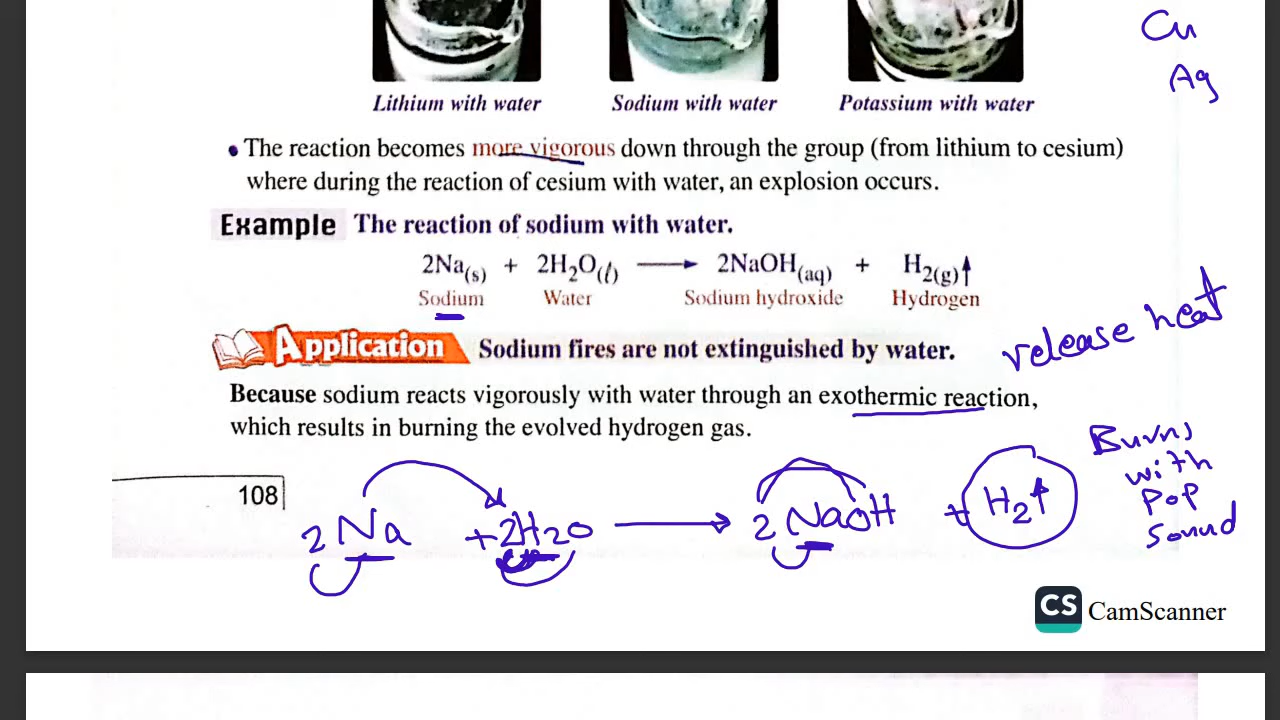 Cu
Ag
Lithium with water Sodium with water Potassium with water
• The reaction becomes more vigorous down through the group (from lithium to cesium)
where during the reaction of cesium with water, an explosion occurs.
Example The reaction of sodium with water.
2Na(s) + 2H₂O(l) ⟶ 2NaOH(aq) + H₂(g)↑
Sodium Water Sodium hydroxide Hydrogen
release heat
Application Sodium fires are not extinguished by water.
Because sodium reacts vigorously with water through an exothermic reaction,
which results in burning the evolved hydrogen gas.
108
2Na + 2H₂O ⟶ 2NaOH + H₂↑
Burns
with
pop
sound
CS CamScanner